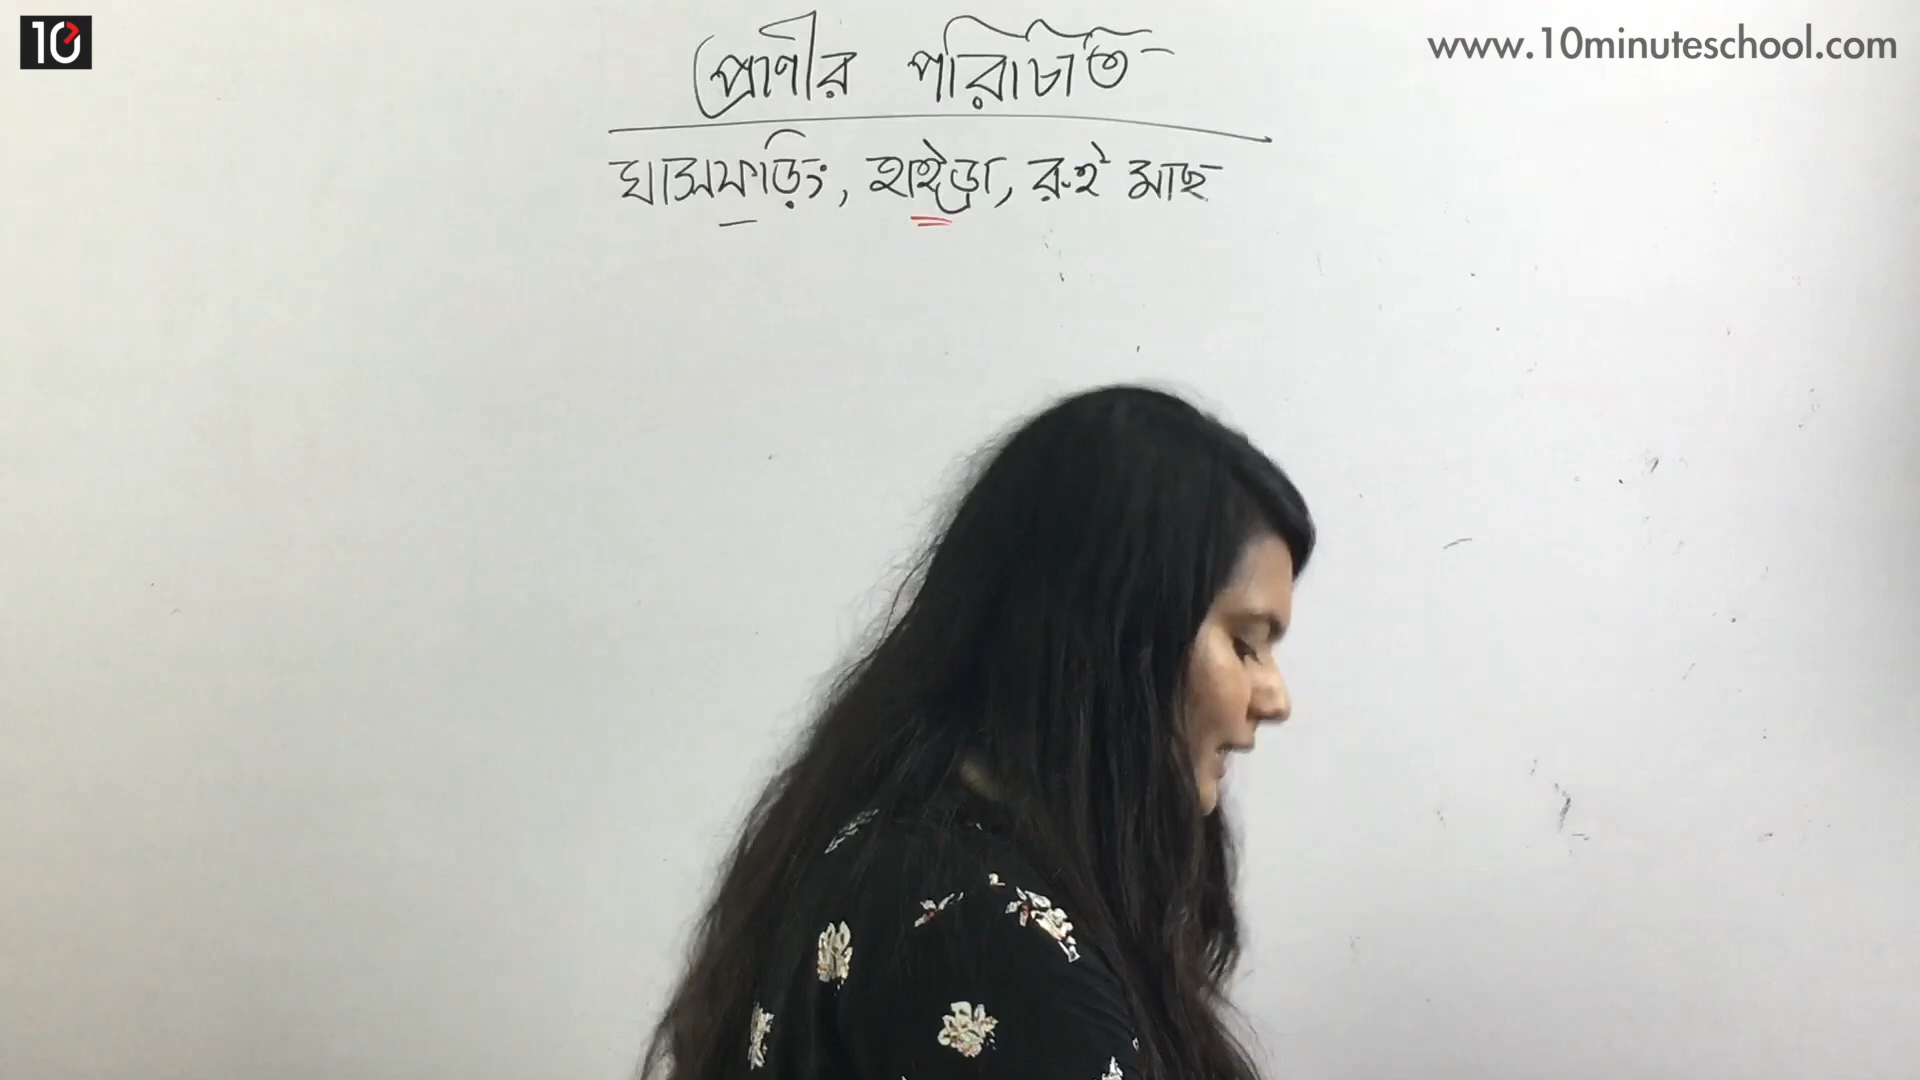 10
www.10minuteschool.com
প্রাণীর পরিচিতি
ঘাসফড়িং, হাইড্রা, রুই মাছ